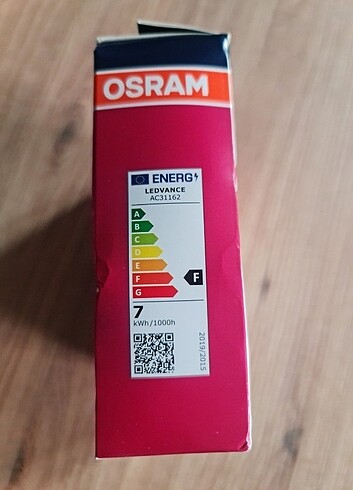 OSRAM
ENERG
LEDVANCE
AC31162
A
B
C
D
E
F
G
F
7
kWh/1000h
2019/2015